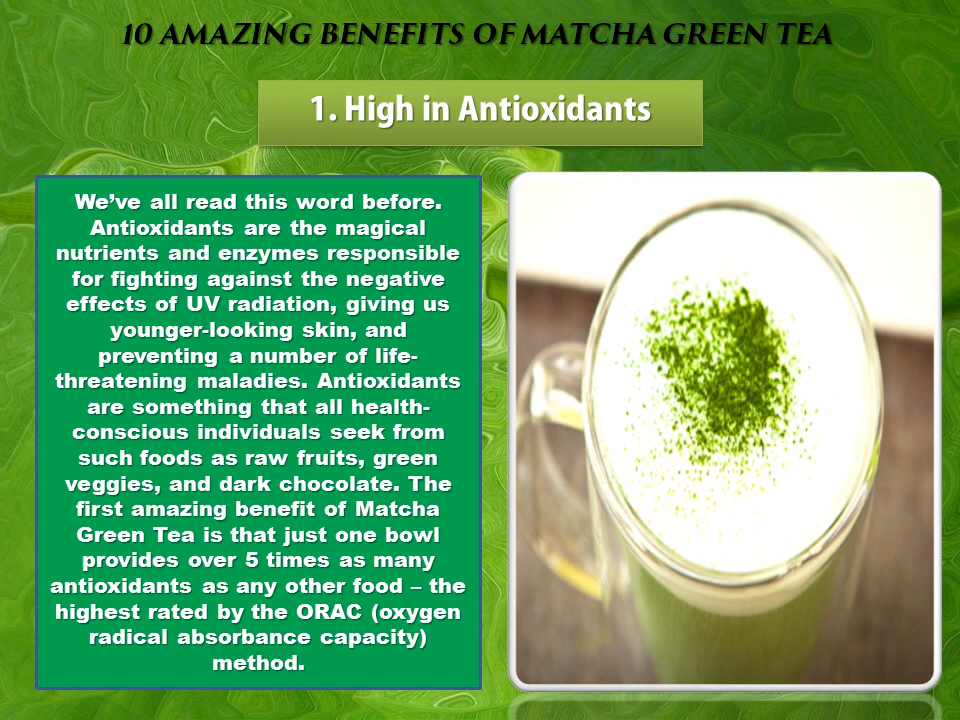 10 AMAZING BENEFITS OF MATCHA GREEN TEA
1. High in Antioxidants
We’ve all read this word before.
Antioxidants are the magical
nutrients and enzymes responsible
for fighting against the negative
effects of UV radiation, giving us
younger-looking skin, and
preventing a number of life-
threatening maladies. Antioxidants
are something that all health-
conscious individuals seek from
such foods as raw fruits, green
veggies, and dark chocolate. The
first amazing benefit of Matcha
Green Tea is that just one bowl
provides over 5 times as many
antioxidants as any other food – the
highest rated by the ORAC (oxygen
radical absorbance capacity)
method.